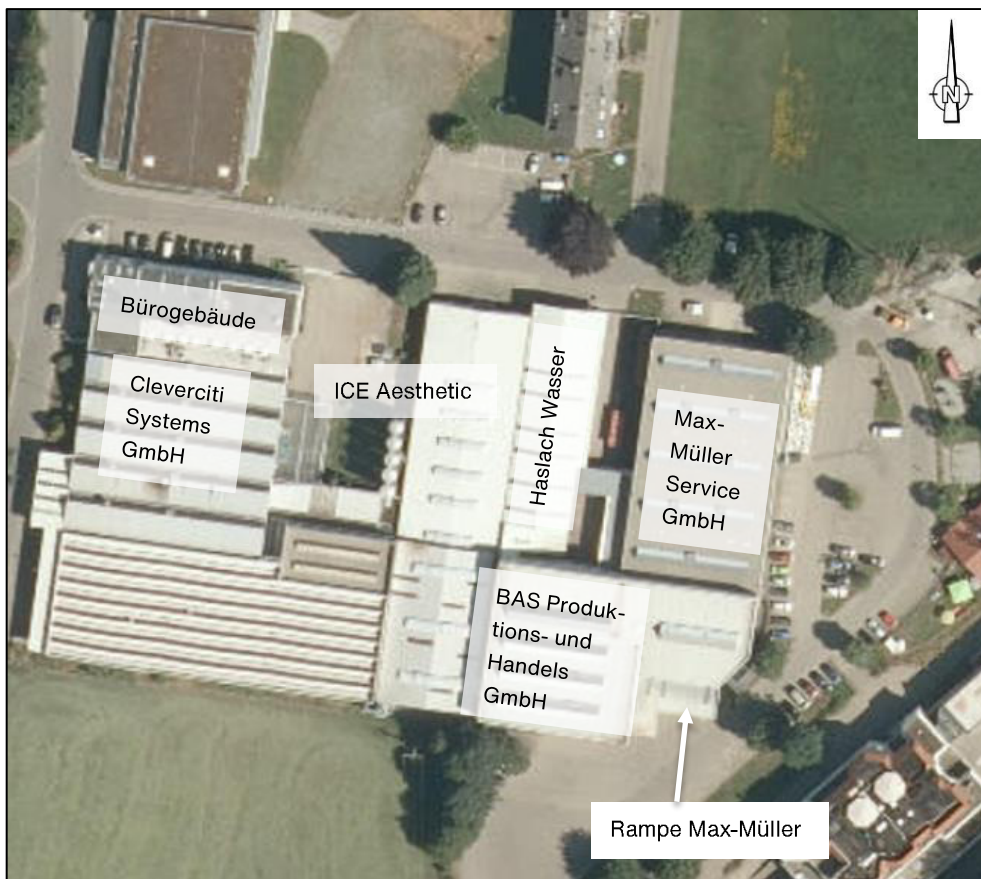 N
Bürogebäude
Cleverciti
Systems
GmbH
ICE Aesthetic
Haslach Wasser
Max-
Müller
Service
GmbH
BAS Produk-
tions- und
Handels
GmbH
Rampe Max-Müller